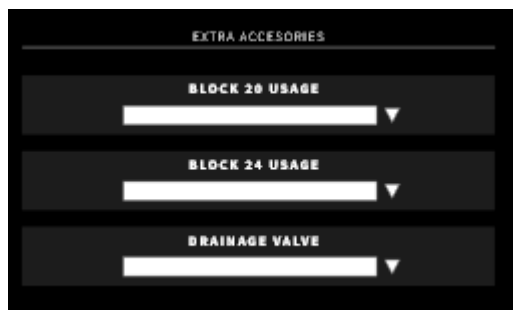 EXTRA ACCESORIES
BLOCK 20 USAGE
BLOCK 24 USAGE
DRAINAGE VALVE